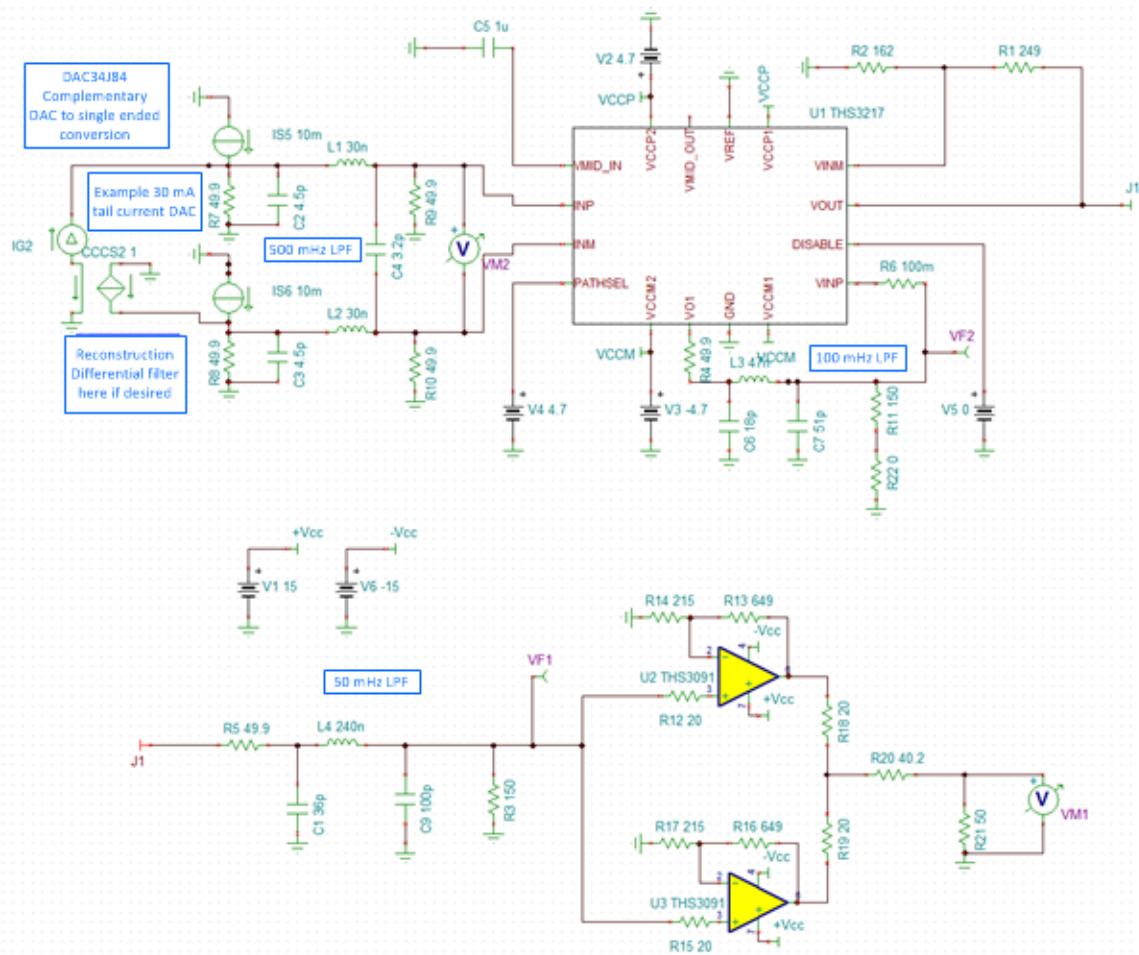 C5 1u
V2 4.7
+
VCCP
VCCP
R2 162
R1 249
U1 THS3217
DAC34J84
Complementary
DAC to single ended
conversion
IS5 10m
L1 30n
VMID_IN
VCCP2
VMID_OUT
VREF
VCCP1
VINM
J1
Example 30 mA
tail current DAC
R7 49.9
C2 4.5p
R9 49.9
INP
VOUT
IG2
CCCS2 1
500 mHz LPF
C4 3.2p
+
V
VM2
INM
DISABLE
IS6 10m
PATHSEL
VCCM2
VO1
GND
VCCM1
VINP
R6 100m
L2 30n
VCCM
VCCM
100 mHz LPF
VF2
Reconstruction
Differential filter
here if desired
R8 49.9
C3 4.5p
R10 49.9
R4 49.9
L3 47n
+
V4 4.7
+
V3 -4.7
C6 18p
C7 51p
R11 150
+
V5 0
R22 0
+Vcc
-Vcc
+
V1 15
+
V6 -15
R14 215
R13 649
-Vcc
50 mHz LPF
VF1
U2 THS3091
2
4
3
7
+Vcc
R12 20
R18 20
R5 49.9
L4 240n
J1
R20 40.2
+
V
VM1
C1 36p
C9 100p
R3 150
R17 215
R16 649
R19 20
R21 50
-Vcc
U3 THS3091
4
3
7
+Vcc
R15 20